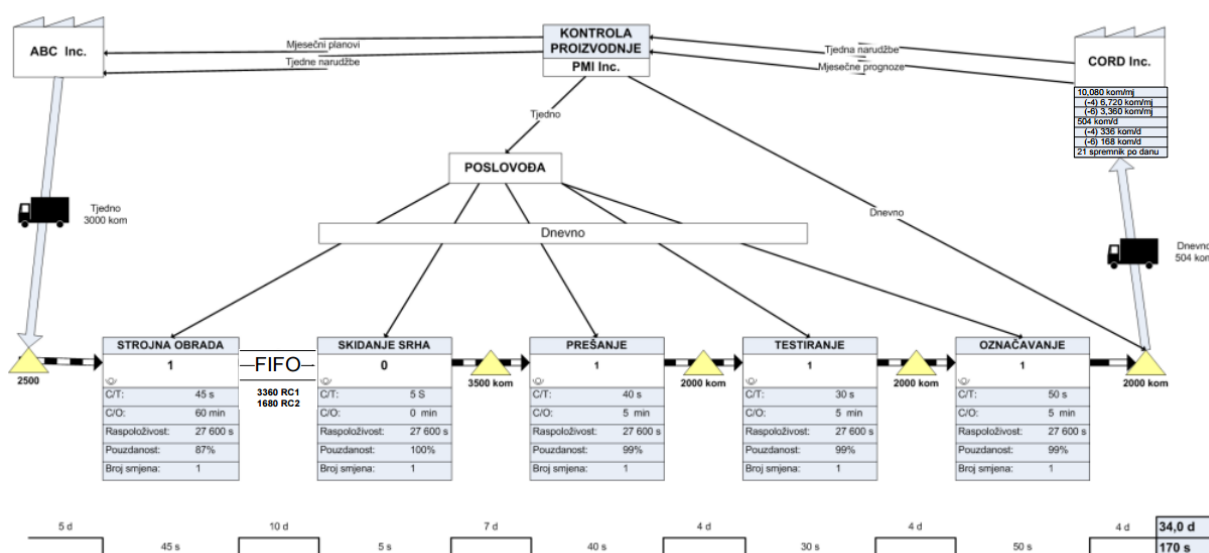 ABC Inc.
Mjesečni planovi
Tjedne narudžbe
KONTROLA
PROIZVODNJE
PMI Inc.
Tjedna narudžbe
Mjesečne prognoze
CORD Inc.
10,080 kom/mj
(-4) 6,720 kom/mj
(-6) 3,360 kom/mj
504 kom/d
(-4) 336 kom/d
(-6) 168 kom/d
21 spremnik po danu
Tjedno
POSLOVOĐA
Tjedno
3000 kom
Dnevno
Dnevno
Dnevno
504 kom
2500
STROJNA OBRADA
1
C/T: 45 s
C/O: 60 min
Raspoloživost: 27 600 s
Pouzdanost: 87%
Broj smjena: 1
FIFO
3360 RC1
1680 RC2
SKIDANJE SRHA
0
C/T: 5 S
C/O: 0 min
Raspoloživost: 27 600 s
Pouzdanost: 100%
Broj smjena: 1
3500 kom
PREŠANJE
1
C/T: 40 s
C/O: 5 min
Raspoloživost: 27 600 s
Pouzdanost: 99%
Broj smjena: 1
2000 kom
TESTIRANJE
1
C/T: 30 s
C/O: 5 min
Raspoloživost: 27 600 s
Pouzdanost: 99%
Broj smjena: 1
2000 kom
OZNAČAVANJE
1
C/T: 50 s
C/O: 5 min
Raspoloživost: 27 600 s
Pouzdanost: 99%
Broj smjena: 1
2000 kom
5 d 10 d 7 d 4 d 4 d 4 d 34,0 d
45 s 5 s 40 s 30 s 50 s 170 s